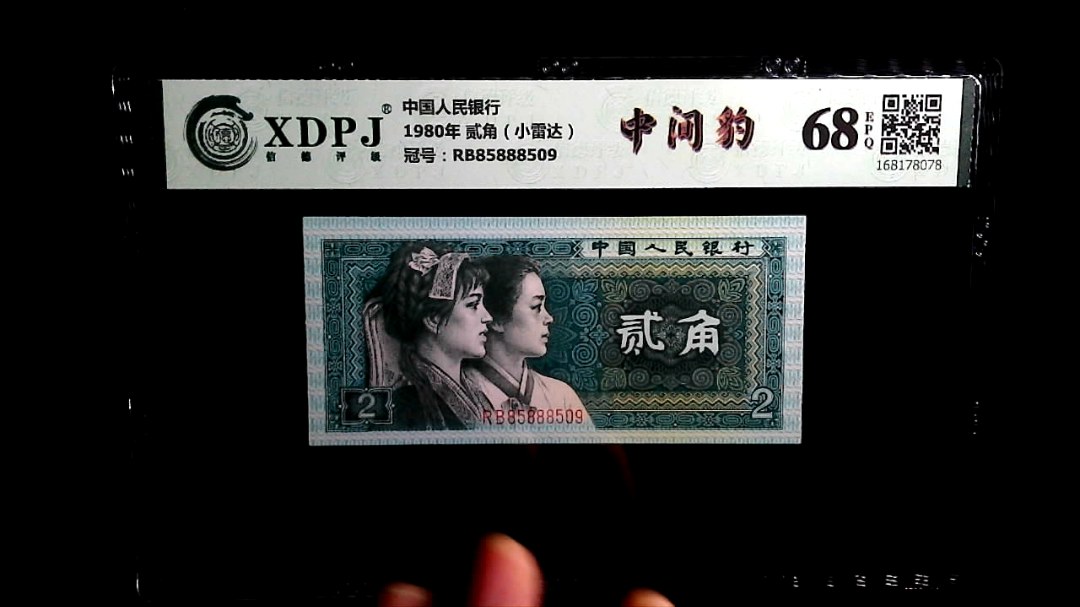 XDPJ®
信德评级
中国人民银行
1980年 贰角（小雷达）
冠号：RB85888509
中间豹
68
EPQ
168178078
中国人民银行
贰角
2
2
RB85888509